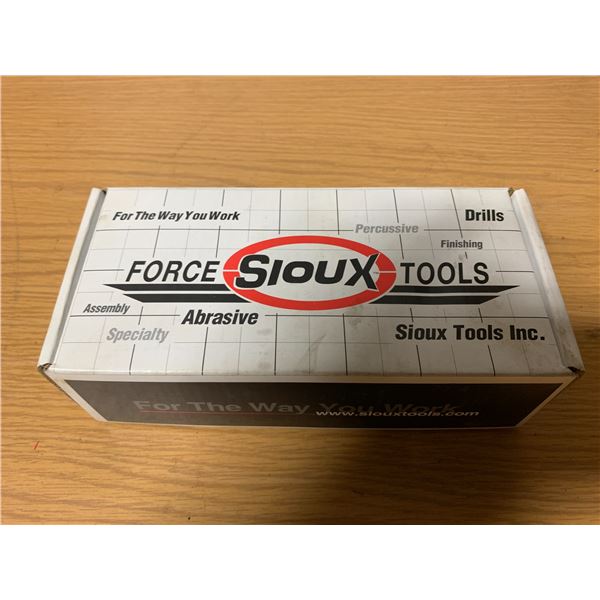 For The Way You Work
Drills
Percussive
Finishing
FORCE SIOUX TOOLS
Assembly
Abrasive
Specialty
Sioux Tools Inc.
For The Way You Work
www.siouxtools.com